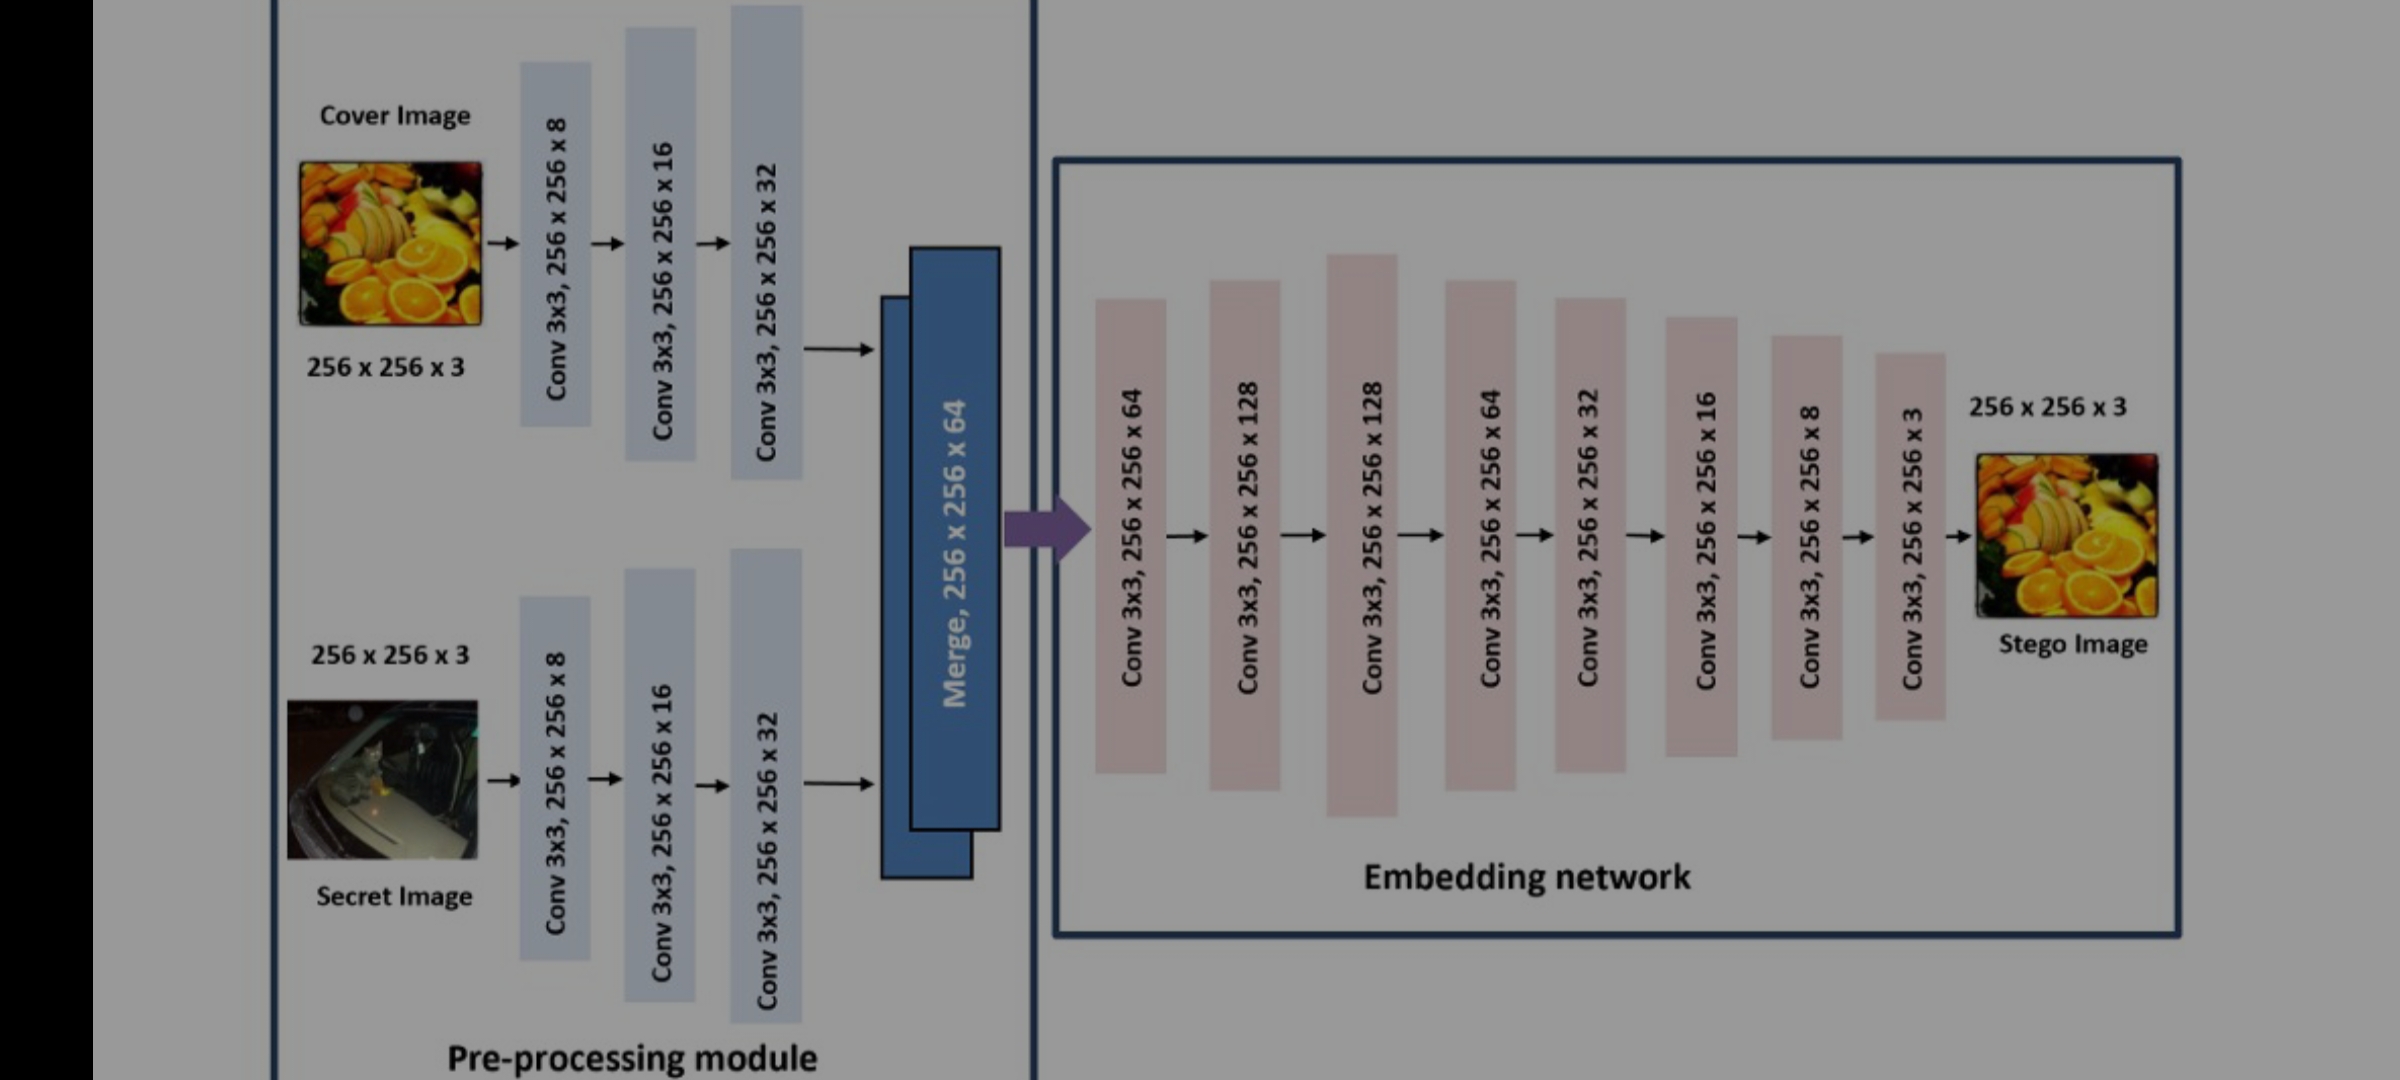 Cover Image
256 x 256 x 3
Conv 3x3, 256 x 256 x 8
Conv 3x3, 256 x 256 x 16
Conv 3x3, 256 x 256 x 32
256 x 256 x 3
Secret Image
Conv 3x3, 256 x 256 x 8
Conv 3x3, 256 x 256 x 16
Conv 3x3, 256 x 256 x 32
Merge, 256 x 256 x 64
Pre-processing module
Conv 3x3, 256 x 256 x 64
Conv 3x3, 256 x 256 x 128
Conv 3x3, 256 x 256 x 128
Conv 3x3, 256 x 256 x 64
Conv 3x3, 256 x 256 x 32
Conv 3x3, 256 x 256 x 16
Conv 3x3, 256 x 256 x 8
Conv 3x3, 256 x 256 x 3
256 x 256 x 3
Stego Image
Embedding network